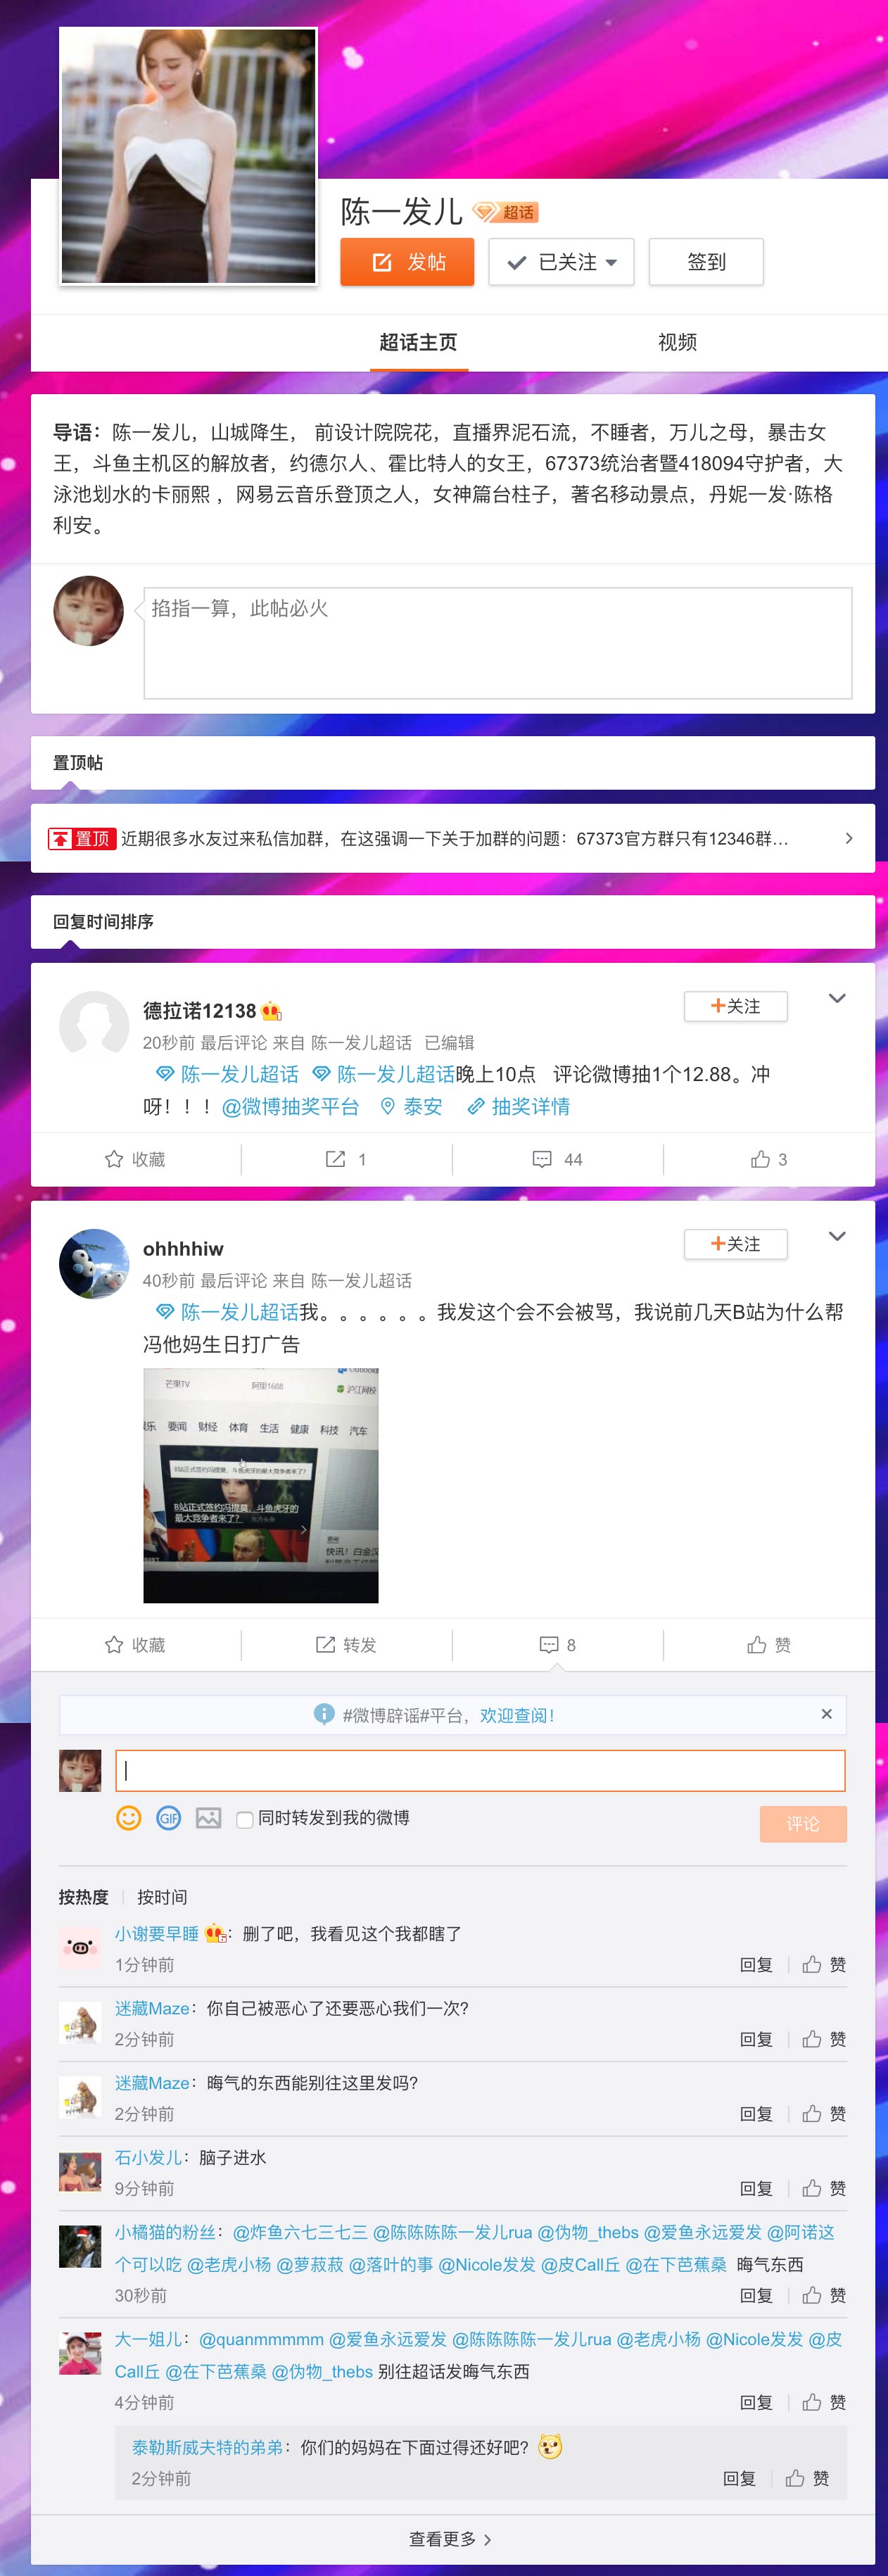 陈一发儿 超话
发帖 已关注 签到
超话主页 视频
导语：陈一发儿，山城降生， 前设计院院花，直播界泥石流，不睡者，万儿之母，暴击女
王，斗鱼主机区的解放者，约德尔人、霍比特人的女王，67373统治者暨418094守护者，大
泳池划水的卡丽熙 ，网易云音乐登顶之人，女神篇台柱子，著名移动景点，丹妮一发·陈格
利安。
掐指一算，此帖必火
置顶帖
置顶 近期很多水友过来私信加群，在这强调一下关于加群的问题：67373官方群只有12346群...
回复时间排序
德拉诺12138
+关注
20秒前 最后评论 来自 陈一发儿超话 已编辑
陈一发儿超话 陈一发儿超话晚上10点 评论微博抽1个12.88。冲
呀！！！@微博抽奖平台 泰安 抽奖详情
收藏 1 44 3
ohhhhiw
+关注
40秒前 最后评论 来自 陈一发儿超话
陈一发儿超话我。。。。。。我发这个会不会被骂，我说前几天B站为什么帮
冯他妈生日打广告
Outlook
芒果TV 阿里1688 沪江网校
娱乐 要闻 财经 体育 生活 健康 科技 汽车
B站正式签约冯提莫，斗鱼虎牙的最大竞争者来了？
B站正式签约冯提莫，斗鱼虎牙的
最大竞争者来了？
快讯！白金汉
收藏 转发 8 赞
#微博辟谣#平台，欢迎查阅！ ×
GIF 同时转发到我的微博 评论
按热度 按时间
小谢要早睡：删了吧，我看见这个我都瞎了
1分钟前 回复 赞
迷藏Maze：你自己被恶心了还要恶心我们一次？
2分钟前 回复 赞
迷藏Maze：晦气的东西能别往这里发吗？
2分钟前 回复 赞
石小发儿：脑子进水
9分钟前 回复 赞
小橘猫的粉丝：@炸鱼六七三七三 @陈陈陈陈一发儿rua @伪物_thebs @爱鱼永远爱发 @阿诺这
个可以吃 @老虎小杨 @萝菽菽 @落叶的事 @Nicole发发 @皮Call丘 @在下芭蕉桑 晦气东西
30秒前 回复 赞
大一姐儿：@quanmmmmm @爱鱼永远爱发 @陈陈陈陈一发儿rua @老虎小杨 @Nicole发发 @皮
Call丘 @在下芭蕉桑 @伪物_thebs 别往超话发晦气东西
4分钟前 回复 赞
泰勒斯威夫特的弟弟：你们的妈妈在下面过得还好吧？
2分钟前 回复 赞
查看更多